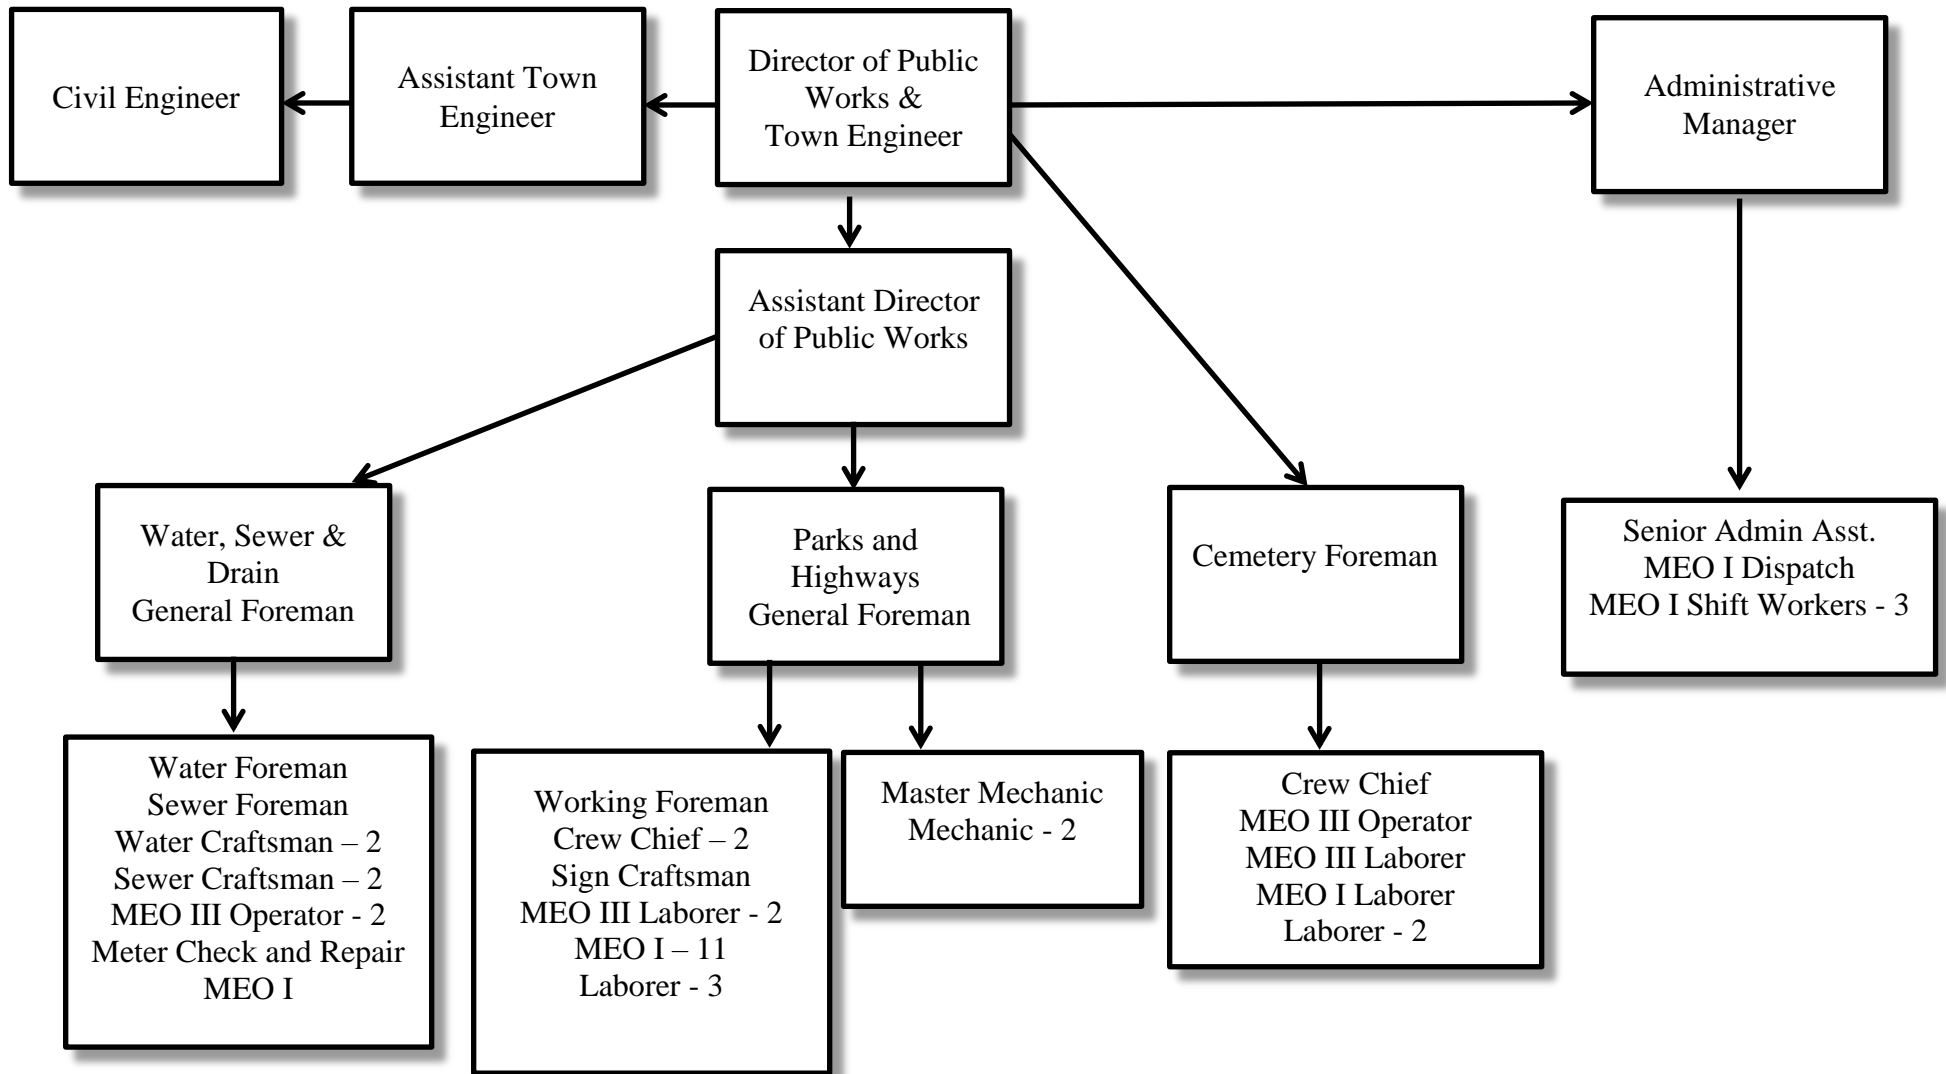 Civil Engineer
Assistant Town
Engineer
Director of Public
Works &
Town Engineer
Administrative
Manager
Assistant Director
of Public Works
Water, Sewer &
Drain
General Foreman
Parks and
Highways
General Foreman
Cemetery Foreman
Senior Admin Asst.
MEO I Dispatch
MEO I Shift Workers - 3
Water Foreman
Sewer Foreman
Water Craftsman – 2
Sewer Craftsman – 2
MEO III Operator - 2
Meter Check and Repair
MEO I
Working Foreman
Crew Chief – 2
Sign Craftsman
MEO III Laborer - 2
MEO I – 11
Laborer - 3
Master Mechanic
Mechanic - 2
Crew Chief
MEO III Operator
MEO III Laborer
MEO I Laborer
Laborer - 2